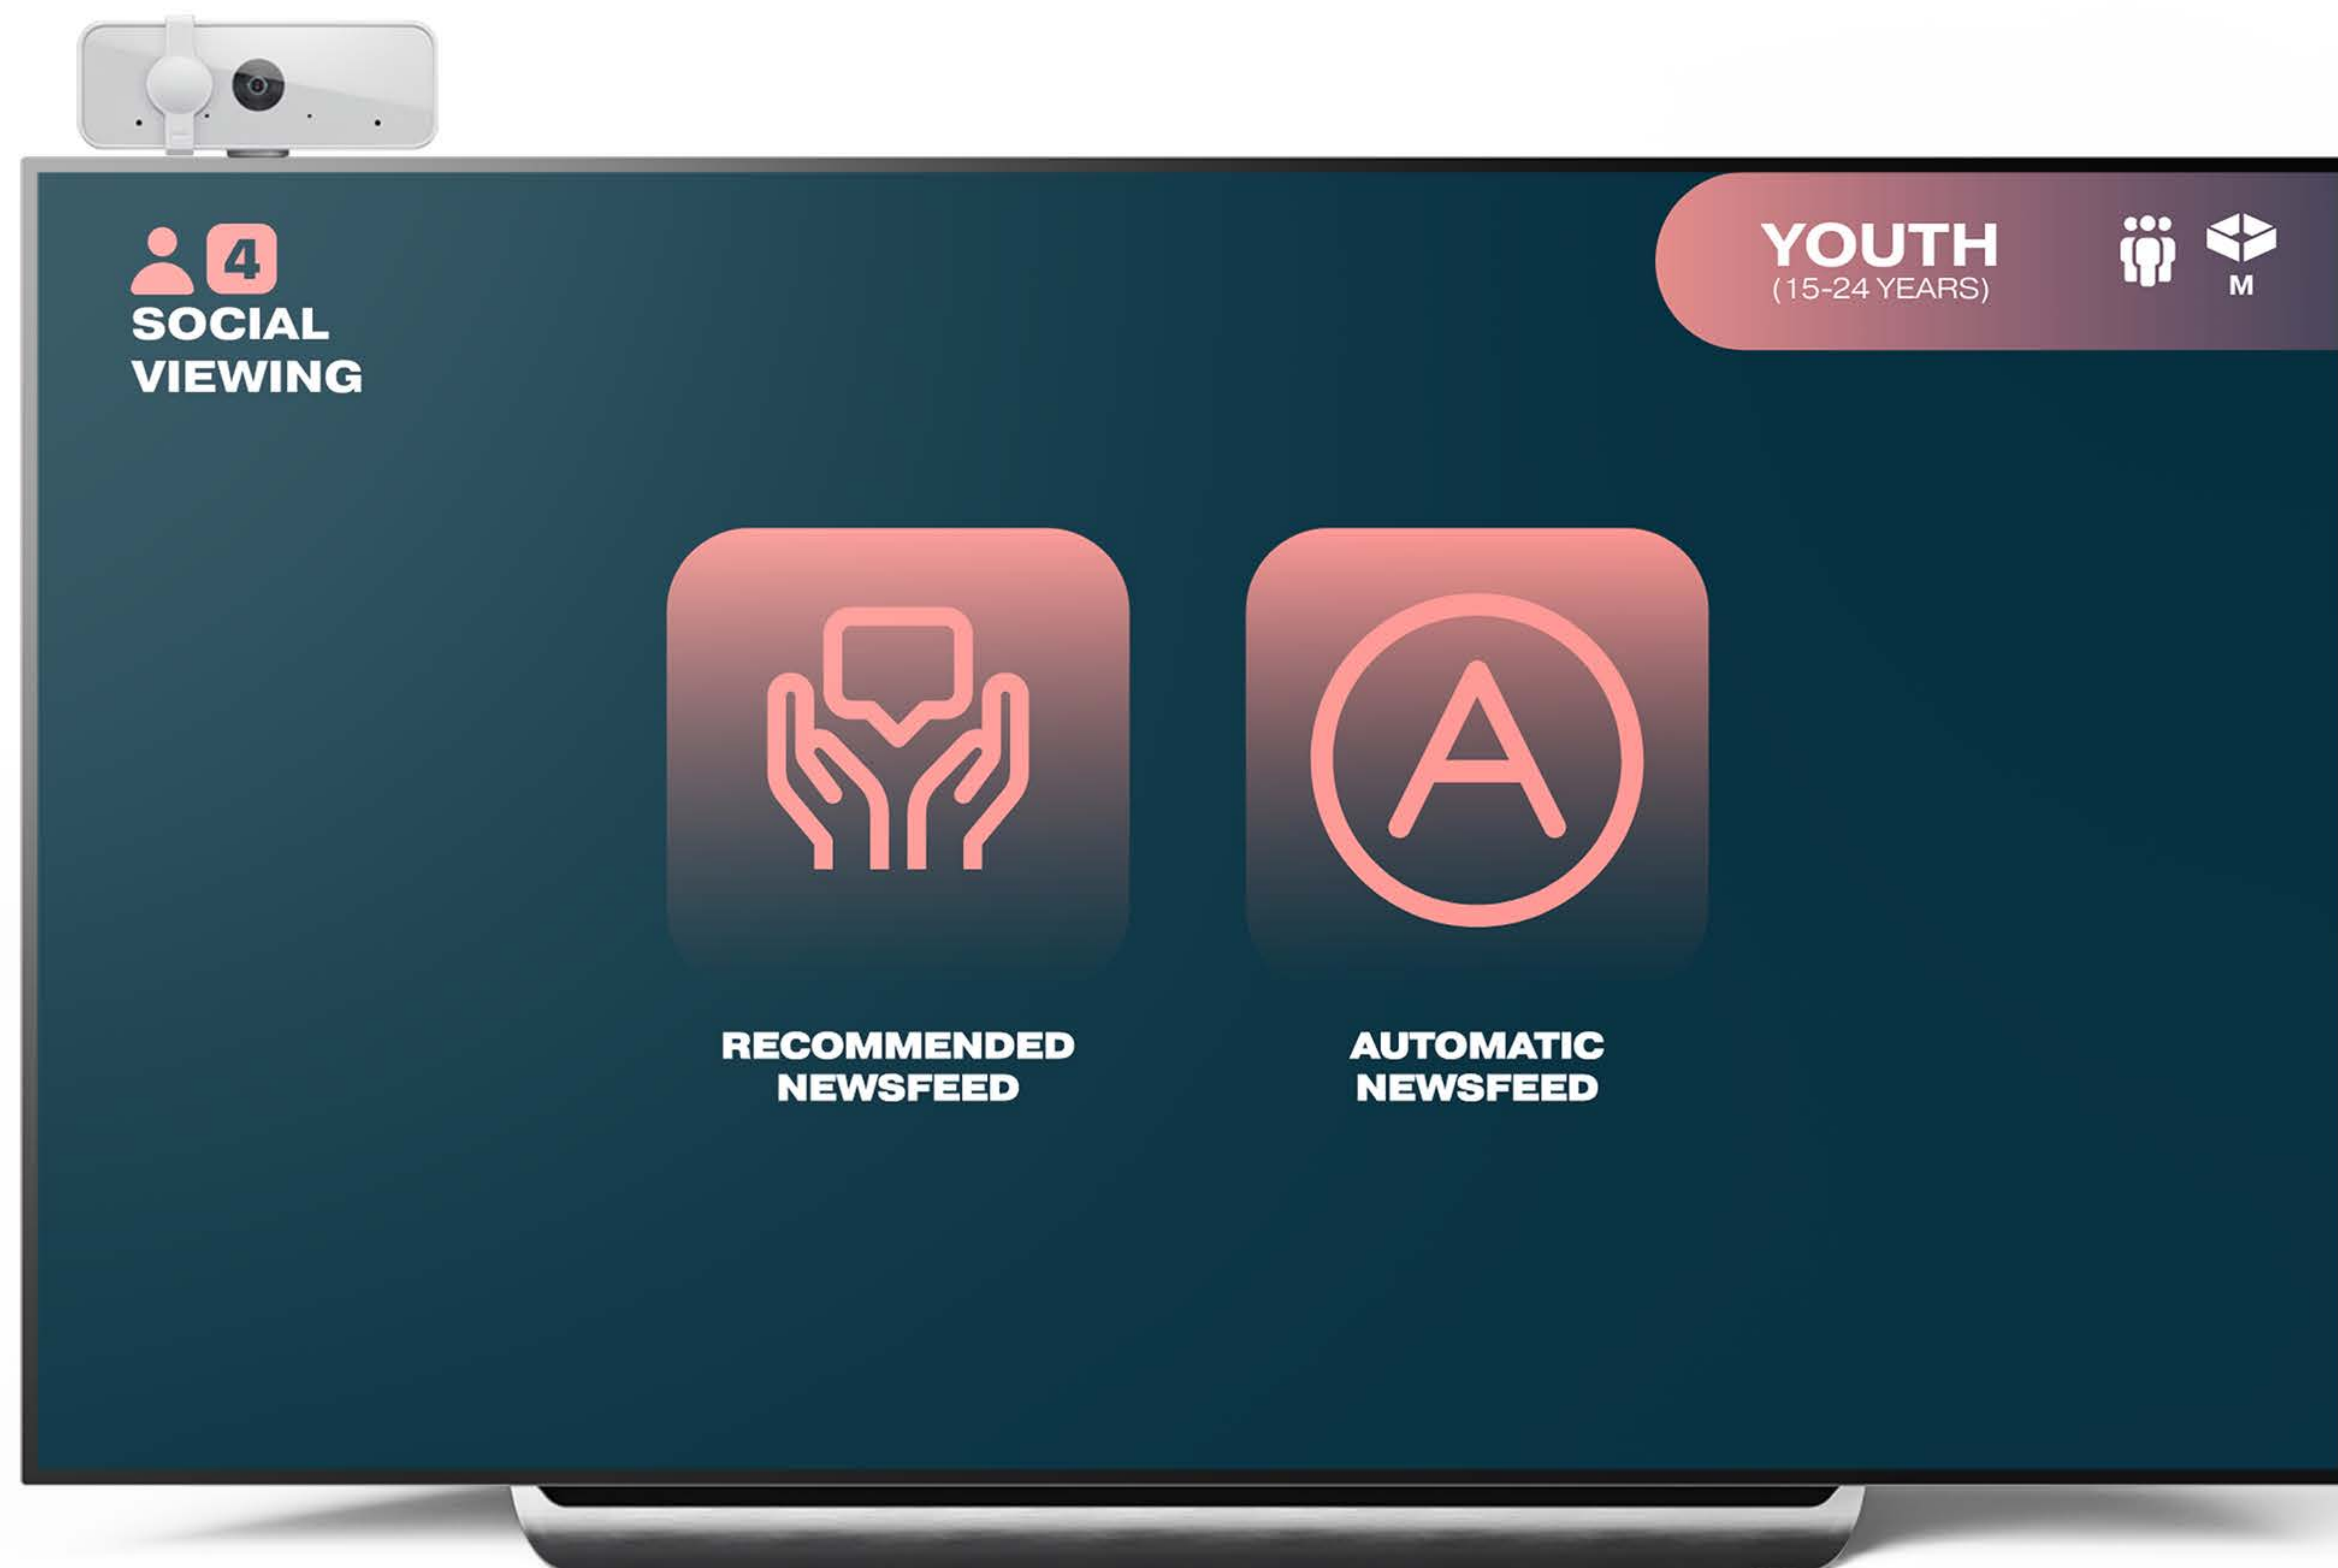 4
SOCIAL
VIEWING
YOUTH
(15-24 YEARS)
M
A
RECOMMENDED
NEWSFEED
AUTOMATIC
NEWSFEED